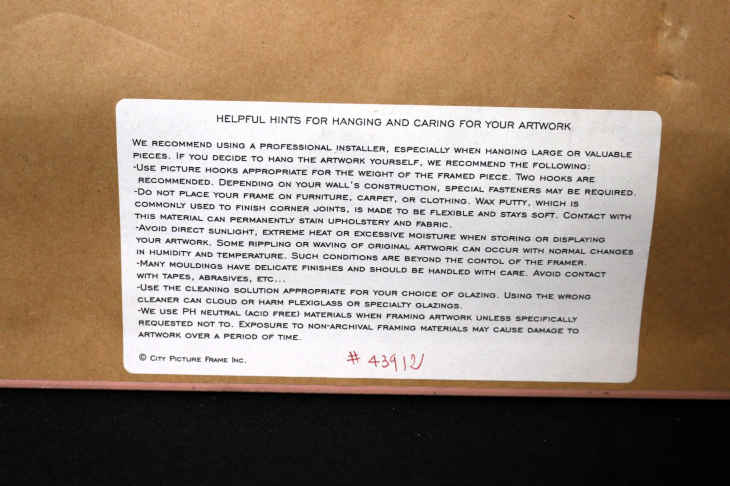 HELPFUL HINTS FOR HANGING AND CARING FOR YOUR ARTWORK
WE RECOMMEND USING A PROFESSIONAL INSTALLER, ESPECIALLY WHEN HANGING LARGE OR VALUABLE
PIECES. IF YOU DECIDE TO HANG THE ARTWORK YOURSELF, WE RECOMMEND THE FOLLOWING:
-USE PICTURE HOOKS APPROPRIATE FOR THE WEIGHT OF THE FRAMED PIECE. TWO HOOKS ARE
RECOMMENDED. DEPENDING ON YOUR WALL'S CONSTRUCTION, SPECIAL FASTENERS MAY BE REQUIRED.
-DO NOT PLACE YOUR FRAME ON FURNITURE, CARPET, OR CLOTHING. WAX PUTTY, WHICH IS
COMMONLY USED TO FINISH CORNER JOINTS, IS MADE TO BE FLEXIBLE AND STAYS SOFT. CONTACT WITH
THIS MATERIAL CAN PERMANENTLY STAIN UPHOLSTERY AND FABRIC.
-AVOID DIRECT SUNLIGHT, EXTREME HEAT OR EXCESSIVE MOISTURE WHEN STORING OR DISPLAYING
YOUR ARTWORK. SOME RIPPLING OR WAVING OF ORIGINAL ARTWORK CAN OCCUR WITH NORMAL CHANGES
IN HUMIDITY AND TEMPERATURE. SUCH CONDITIONS ARE BEYOND THE CONTOL OF THE FRAMER.
-MANY MOULDINGS HAVE DELICATE FINISHES AND SHOULD BE HANDLED WITH CARE. AVOID CONTACT
WITH TAPES, ABRASIVES, ETC...
-USE THE CLEANING SOLUTION APPROPRIATE FOR YOUR CHOICE OF GLAZING. USING THE WRONG
CLEANER CAN CLOUD OR HARM PLEXIGLASS OR SPECIALTY GLAZINGS.
-WE USE PH NEUTRAL (ACID FREE) MATERIALS WHEN FRAMING ARTWORK UNLESS SPECIFICALLY
REQUESTED NOT TO. EXPOSURE TO NON-ARCHIVAL FRAMING MATERIALS MAY CAUSE DAMAGE TO
ARTWORK OVER A PERIOD OF TIME.
© CITY PICTURE FRAME INC.